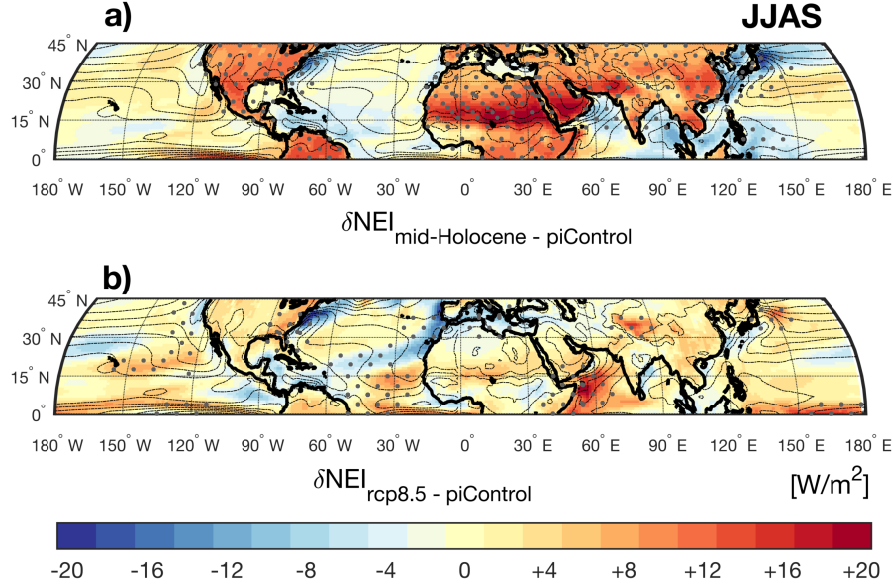 a)
JJAS
45° N
30° N
15° N
0°
180° W 150° W 120° W 90° W 60° W 30° W 0° 30° E 60° E 90° E 120° E 150° E 180° E
δNEI mid-Holocene - piControl
b)
45° N
30° N
15° N
0°
180° W 150° W 120° W 90° W 60° W 30° W 0° 30° E 60° E 90° E 120° E 150° E 180° E
δNEI rcp8.5 - piControl
[W/m²]
-20 -16 -12 -8 -4 0 +4 +8 +12 +16 +20